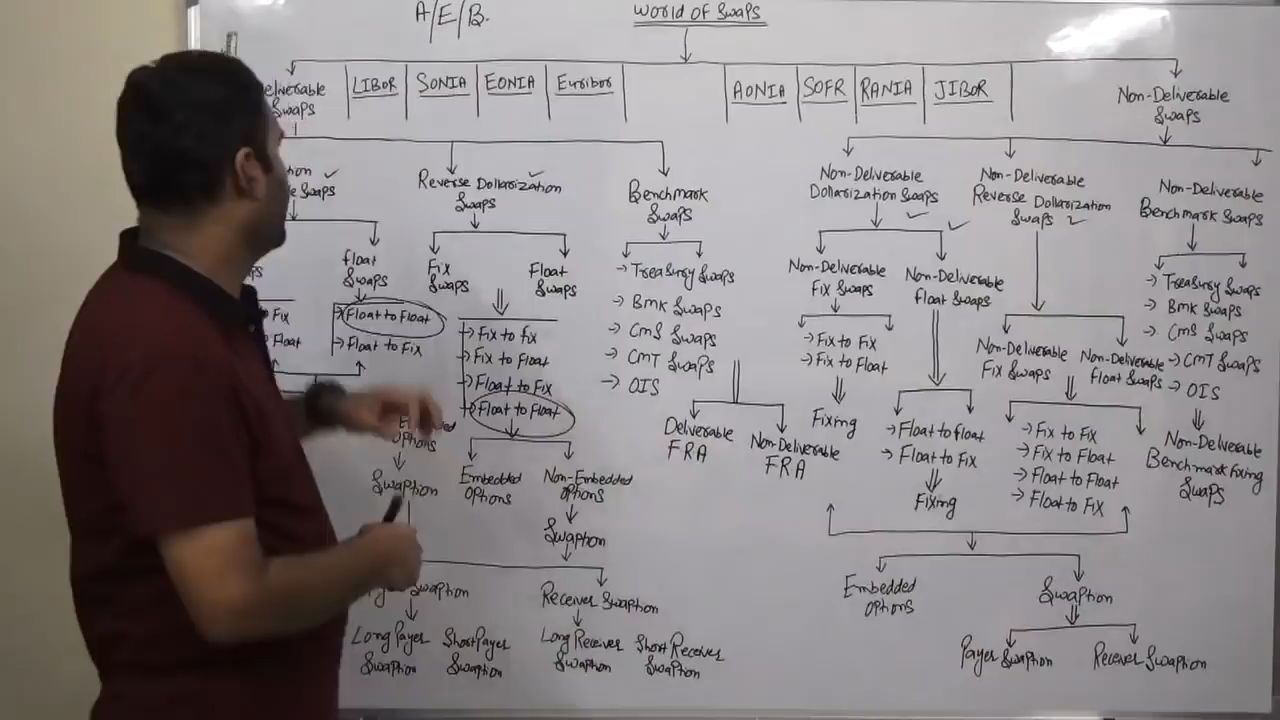 A/E/B.
World of Swaps
eliverable
Swaps
LIBOR
SONIA
EONIA
Euribor
AONIA
SOFR
RANIA
JIBOR
Non-Deliverable
Swaps
tion
le Swaps ✓
Reverse Dollarization ✓
Swaps
Benchmark
Swaps
Non-Deliverable
Dollarization Swaps ✓
Non-Deliverable
Reverse Dollarization
Swaps ✓
Non-Deliverable
Benchmark Swaps
ps
Float
Swaps
Fix
Float
→ Float to Float
→ Float to Fix
Fix
Swaps
Float
Swaps
→ Fix to fix
→ Fix to Float
→ Float to Fix
→ Float to Float
→ Treasury Swaps
→ Bmk Swaps
→ CmS Swaps
→ CmT Swaps
→ OIS
Deliverable
FRA
Non-Deliverable
FRA
Non-Deliverable
Fix Swaps
→ Fix to Fix
→ Fix to Float
Fixing
Non-Deliverable
Float Swaps
→ Float to float
→ Float to Fix
Fixing
Non-Deliverable
Fix Swaps
Non-Deliverable
Float Swaps
→ Fix to Fix
→ Fix to Float
→ Float to Float
→ Float to Fix
→ Treasury Swaps
→ Bmk Swaps
→ CmS Swaps
→ CmT Swaps
→ OIS
Non-Deliverable
Benchmark Fixing
Swaps
options
Swaption
Embedded
options
Non-Embedded
options
Swaption
Swaption
Receiver Swaption
Long Payer
Swaption
Short Payer
Swaption
Long Receiver
Swaption
Short Receiver
Swaption
Embedded
options
Swaption
Payer Swaption
Receiver Swaption